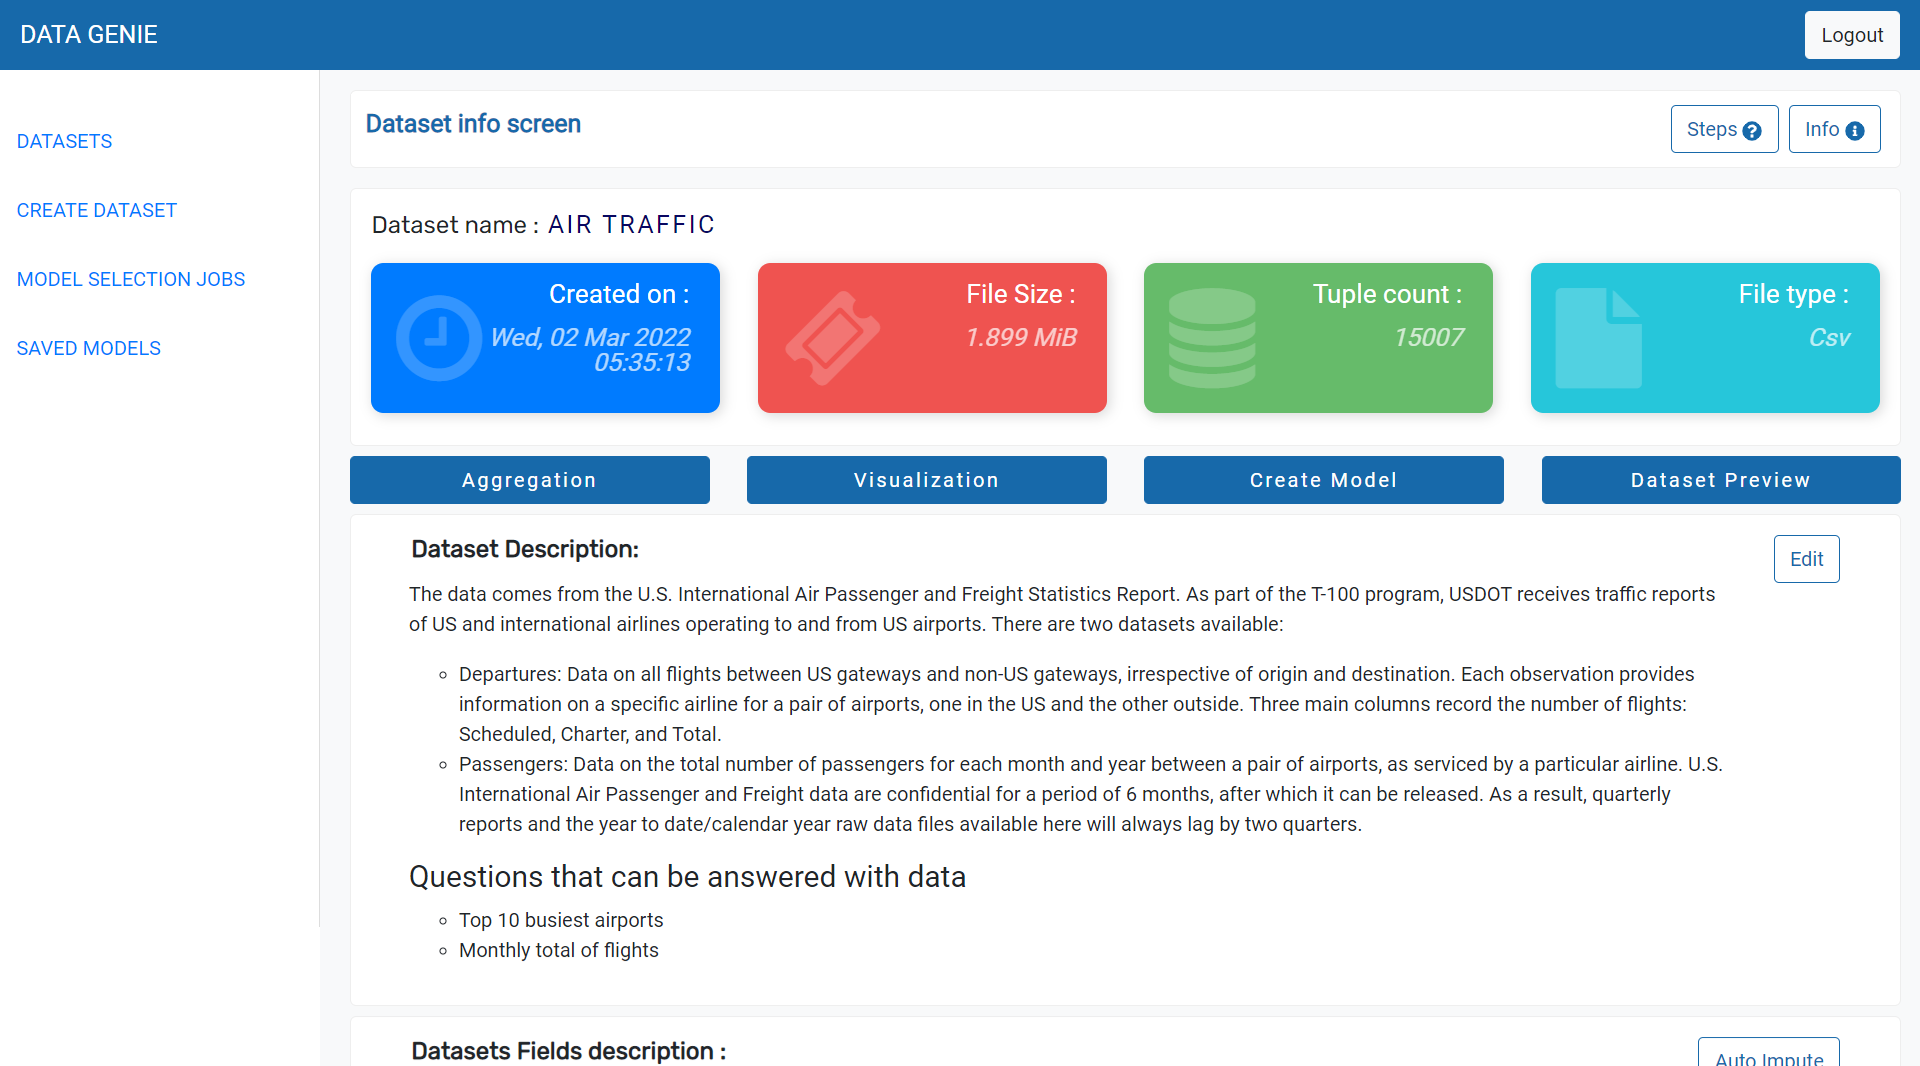 DATA GENIE
Logout
DATASETS
CREATE DATASET
MODEL SELECTION JOBS
SAVED MODELS
Dataset info screen
Steps
Info
Dataset name : AIR TRAFFIC
Created on :
Wed, 02 Mar 2022
05:35:13
File Size :
1.899 MiB
Tuple count :
15007
File type :
Csv
Aggregation
Visualization
Create Model
Dataset Preview
Dataset Description:
Edit
The data comes from the U.S. International Air Passenger and Freight Statistics Report. As part of the T-100 program, USDOT receives traffic reports
of US and international airlines operating to and from US airports. There are two datasets available:
Departures: Data on all flights between US gateways and non-US gateways, irrespective of origin and destination. Each observation provides
information on a specific airline for a pair of airports, one in the US and the other outside. Three main columns record the number of flights:
Scheduled, Charter, and Total.
Passengers: Data on the total number of passengers for each month and year between a pair of airports, as serviced by a particular airline. U.S.
International Air Passenger and Freight data are confidential for a period of 6 months, after which it can be released. As a result, quarterly
reports and the year to date/calendar year raw data files available here will always lag by two quarters.
Questions that can be answered with data
Top 10 busiest airports
Monthly total of flights
Datasets Fields description :
Auto Impute